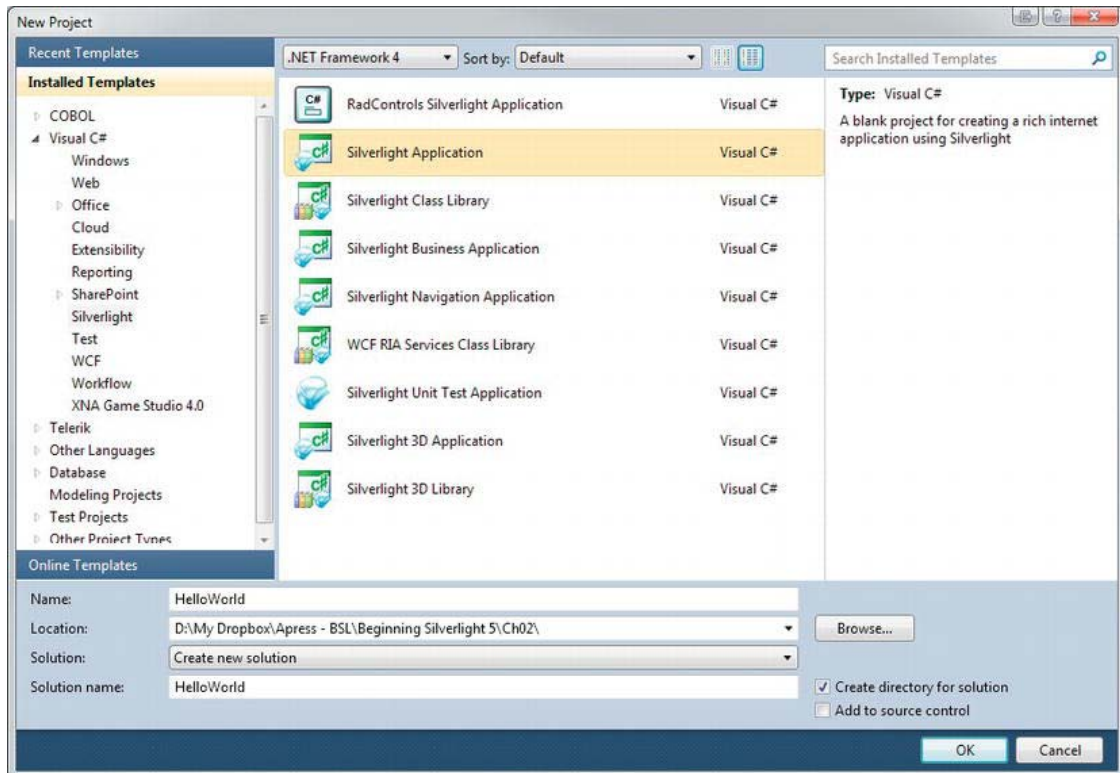 New Project
Recent Templates
Installed Templates
COBOL
Visual C#
Windows
Web
Office
Cloud
Extensibility
Reporting
SharePoint
Silverlight
Test
WCF
Workflow
XNA Game Studio 4.0
Telerik
Other Languages
Database
Modeling Projects
Test Projects
Other Project Types
Online Templates
.NET Framework 4 Sort by: Default
RadControls Silverlight Application Visual C#
Silverlight Application Visual C#
Silverlight Class Library Visual C#
Silverlight Business Application Visual C#
Silverlight Navigation Application Visual C#
WCF RIA Services Class Library Visual C#
Silverlight Unit Test Application Visual C#
Silverlight 3D Application Visual C#
Silverlight 3D Library Visual C#
Search Installed Templates
Type: Visual C#
A blank project for creating a rich internet
application using Silverlight
Name: HelloWorld
Location: D:\My Dropbox\Apress - BSL\Beginning Silverlight 5\Ch02\ Browse...
Solution: Create new solution
Solution name: HelloWorld
Create directory for solution
Add to source control
OK Cancel